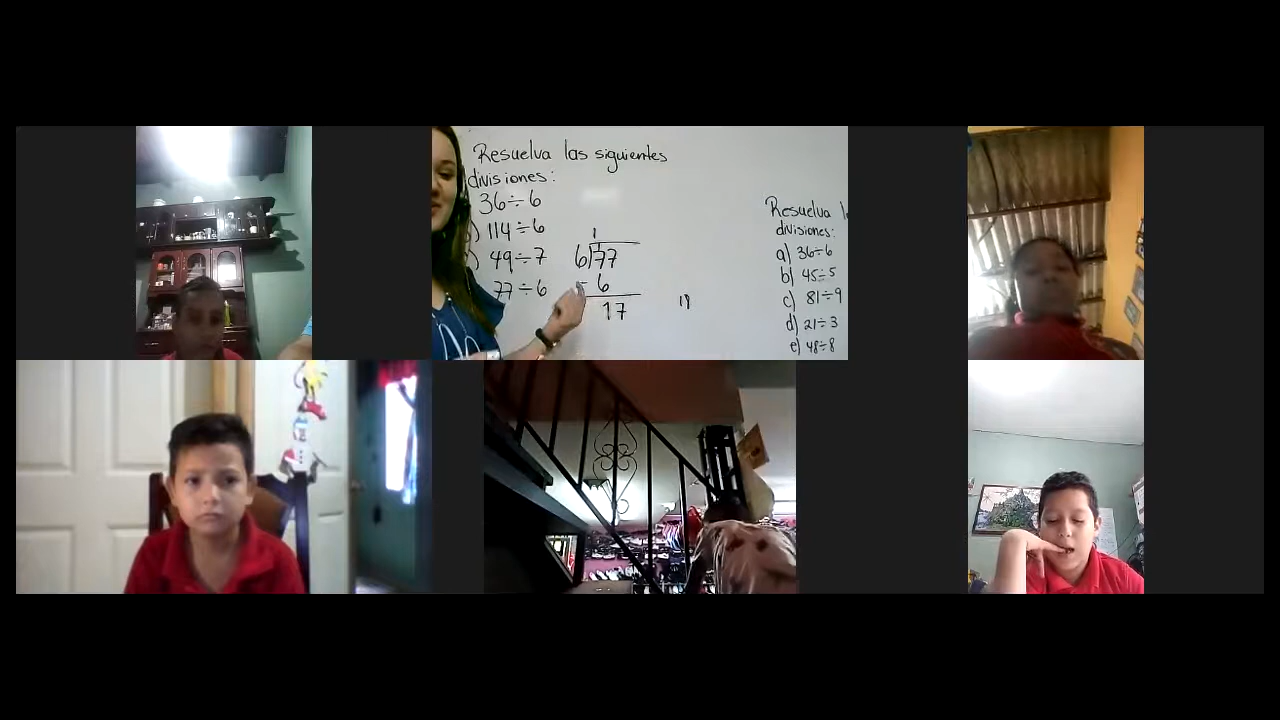 Resuelva las siguientes
divisiones:
36÷6
) 114÷6
) 49÷7
77÷6
1
6)77
- 6
17
Resuelva l
divisiones:
a) 36÷6
b) 45÷5
c) 81÷9
d) 21÷3
e) 48÷8